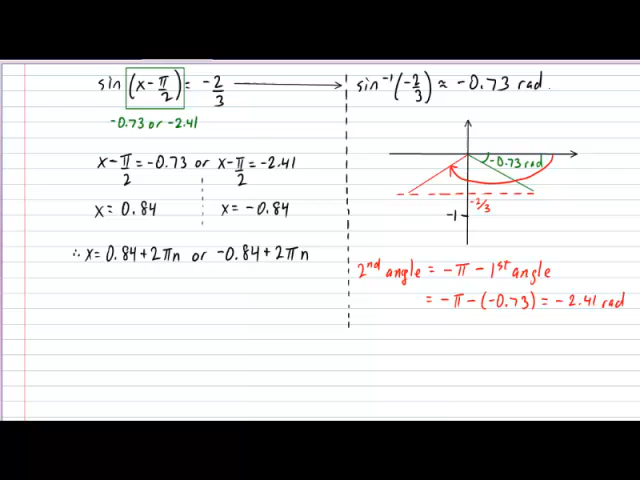 sin (x - π/2) = -2/3
-0.73 or -2.41
x - π/2 = -0.73 or x - π/2 = -2.41
x = 0.84 x = -0.84
∴ x = 0.84 + 2πn or -0.84 + 2πn
sin⁻¹(-2/3) ≈ -0.73 rad.
-0.73 rad
-2/3
-1
2nd angle = -π - 1st angle
= -π - (-0.73) = -2.41 rad